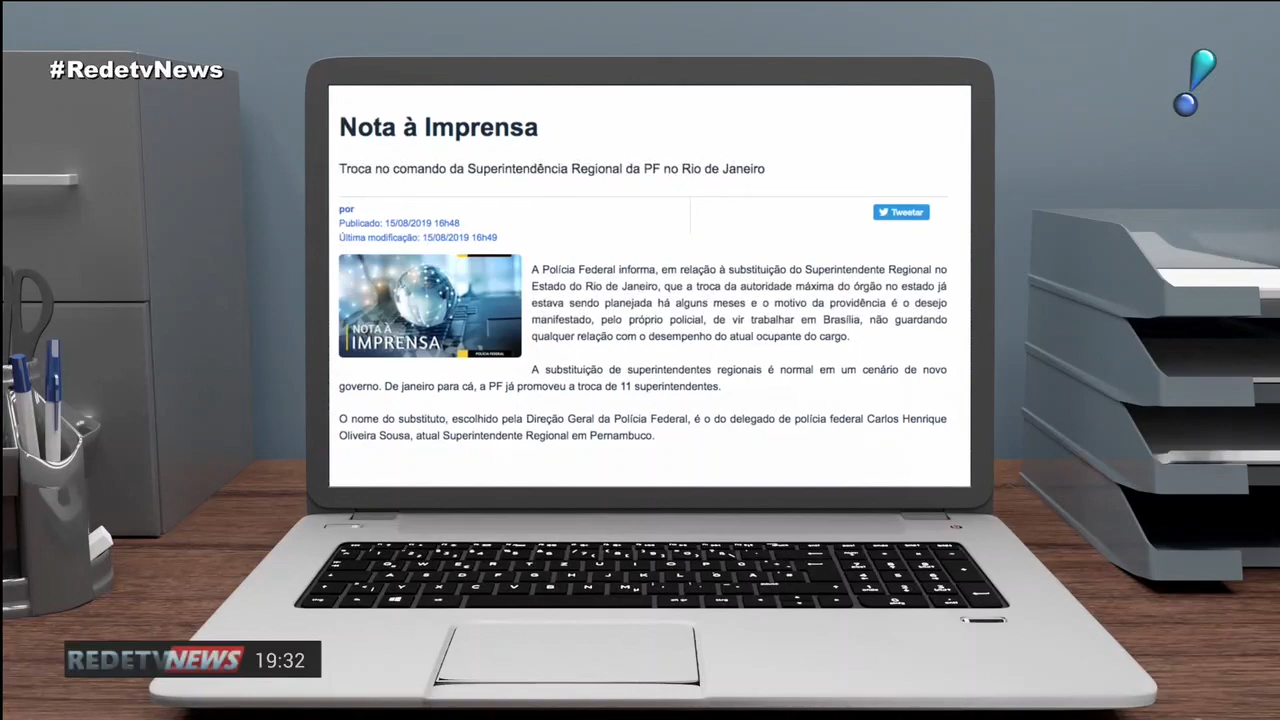 #RedetvNews
Nota à Imprensa
Troca no comando da Superintendência Regional da PF no Rio de Janeiro
por
Publicado: 15/08/2019 16h48
Última modificação: 15/08/2019 16h49
Tweetar
NOTA À
IMPRENSA
POLÍCIA FEDERAL
A Polícia Federal informa, em relação à substituição do Superintendente Regional no
Estado do Rio de Janeiro, que a troca da autoridade máxima do órgão no estado já
estava sendo planejada há alguns meses e o motivo da providência é o desejo
manifestado, pelo próprio policial, de vir trabalhar em Brasília, não guardando
qualquer relação com o desempenho do atual ocupante do cargo.
A substituição de superintendentes regionais é normal em um cenário de novo
governo. De janeiro para cá, a PF já promoveu a troca de 11 superintendentes.
O nome do substituto, escolhido pela Direção Geral da Polícia Federal, é o do delegado de polícia federal Carlos Henrique
Oliveira Sousa, atual Superintendente Regional em Pernambuco.
REDETVNEWS 19:32